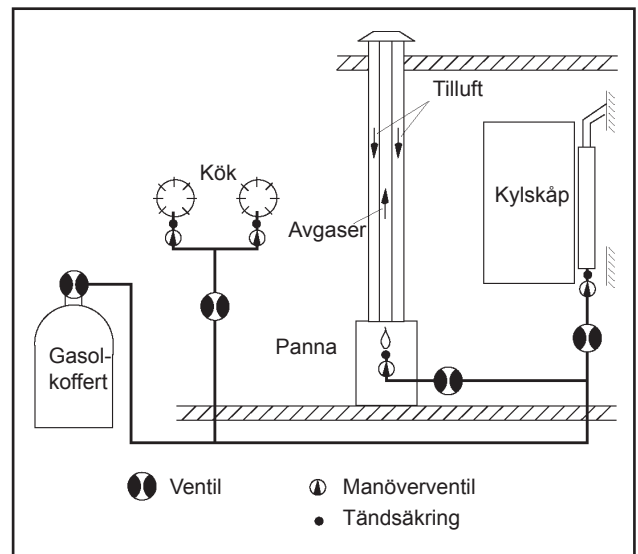 Tilluft
Kök
Kylskåp
Avgaser
Panna
Gasol-
koffert
Ventil
Manöverventil
Tändsäkring